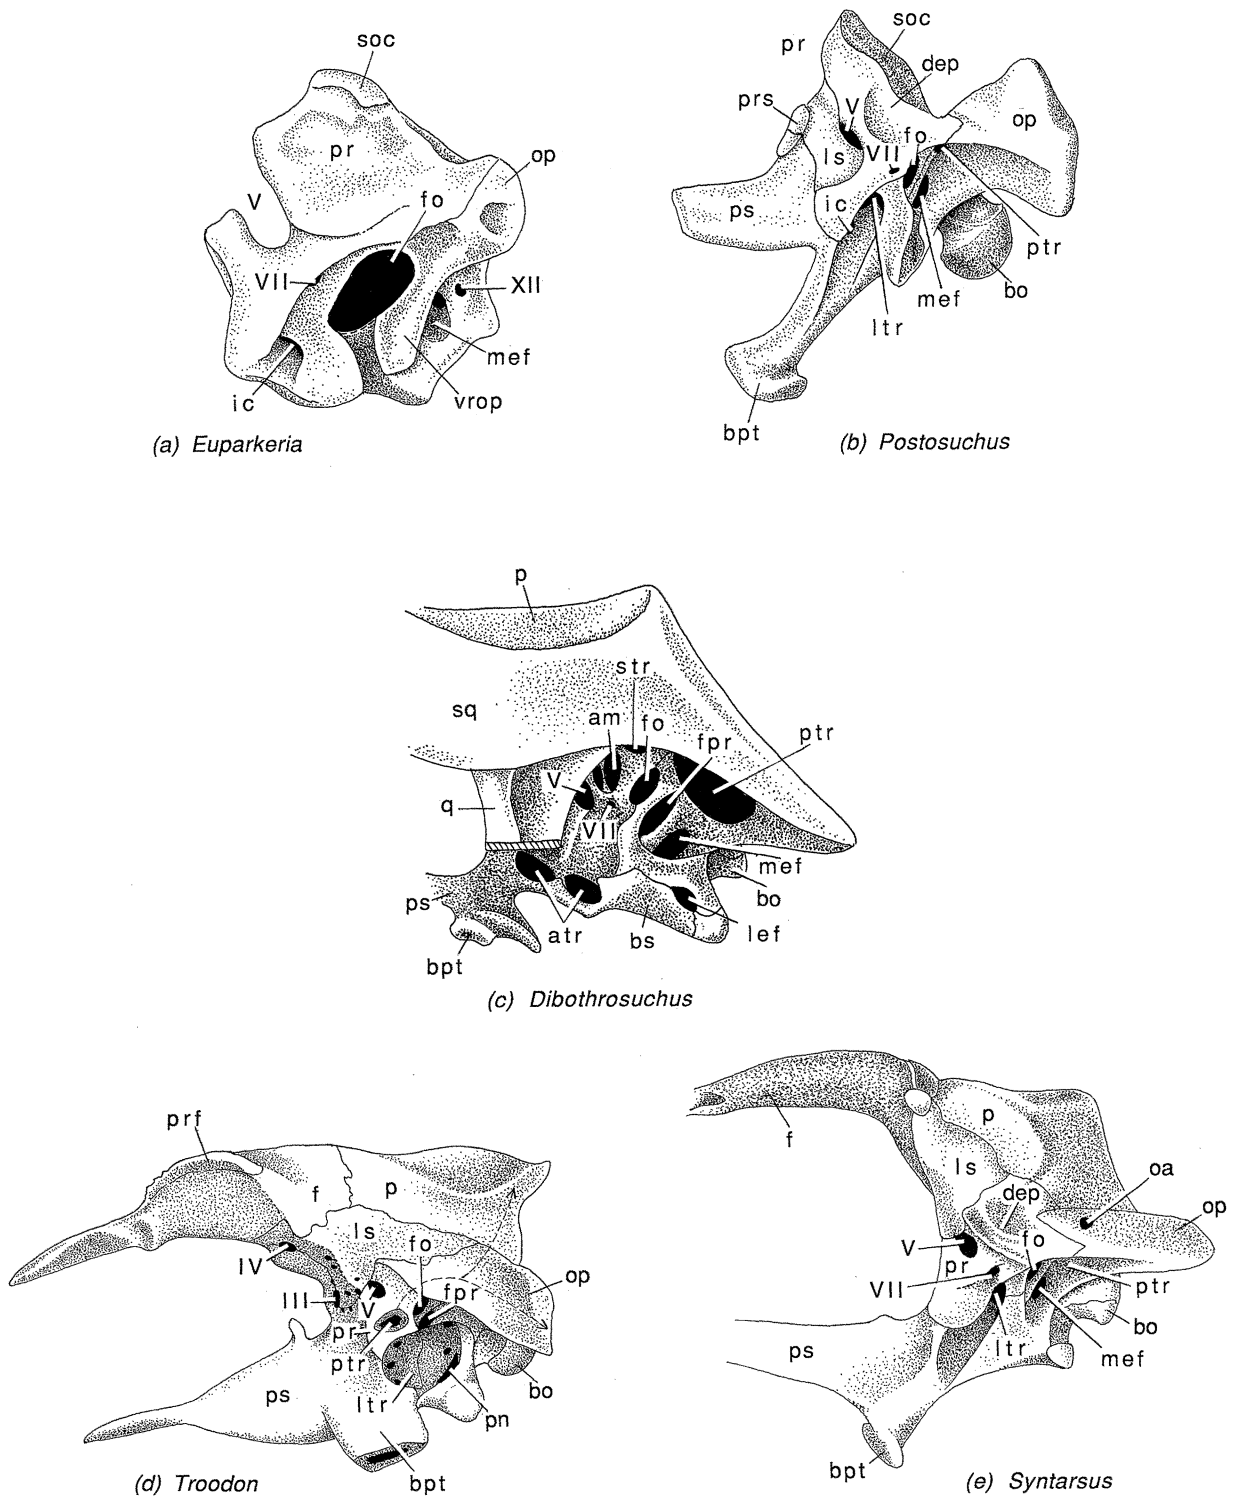 soc
pr
op
fo
V
VII
XII
mef
ic
vrop
(a) Euparkeria
soc
pr
dep
prs
V
op
fo
ls
VII
ic
ps
ptr
bo
mef
ltr
bpt
(b) Postosuchus
p
str
sq
am
fo
fpr
ptr
V
q
VII
mef
bo
ps
atr
bs
lef
bpt
(c) Dibothrosuchus
prf
f
p
ls
fo
IV
op
III
V
fpr
pr
ptr
ps
ltr
bo
pn
bpt
(d) Troodon
f
p
ls
oa
dep
op
V
fo
pr
VII
ptr
bo
ps
ltr
mef
bpt
(e) Syntarsus